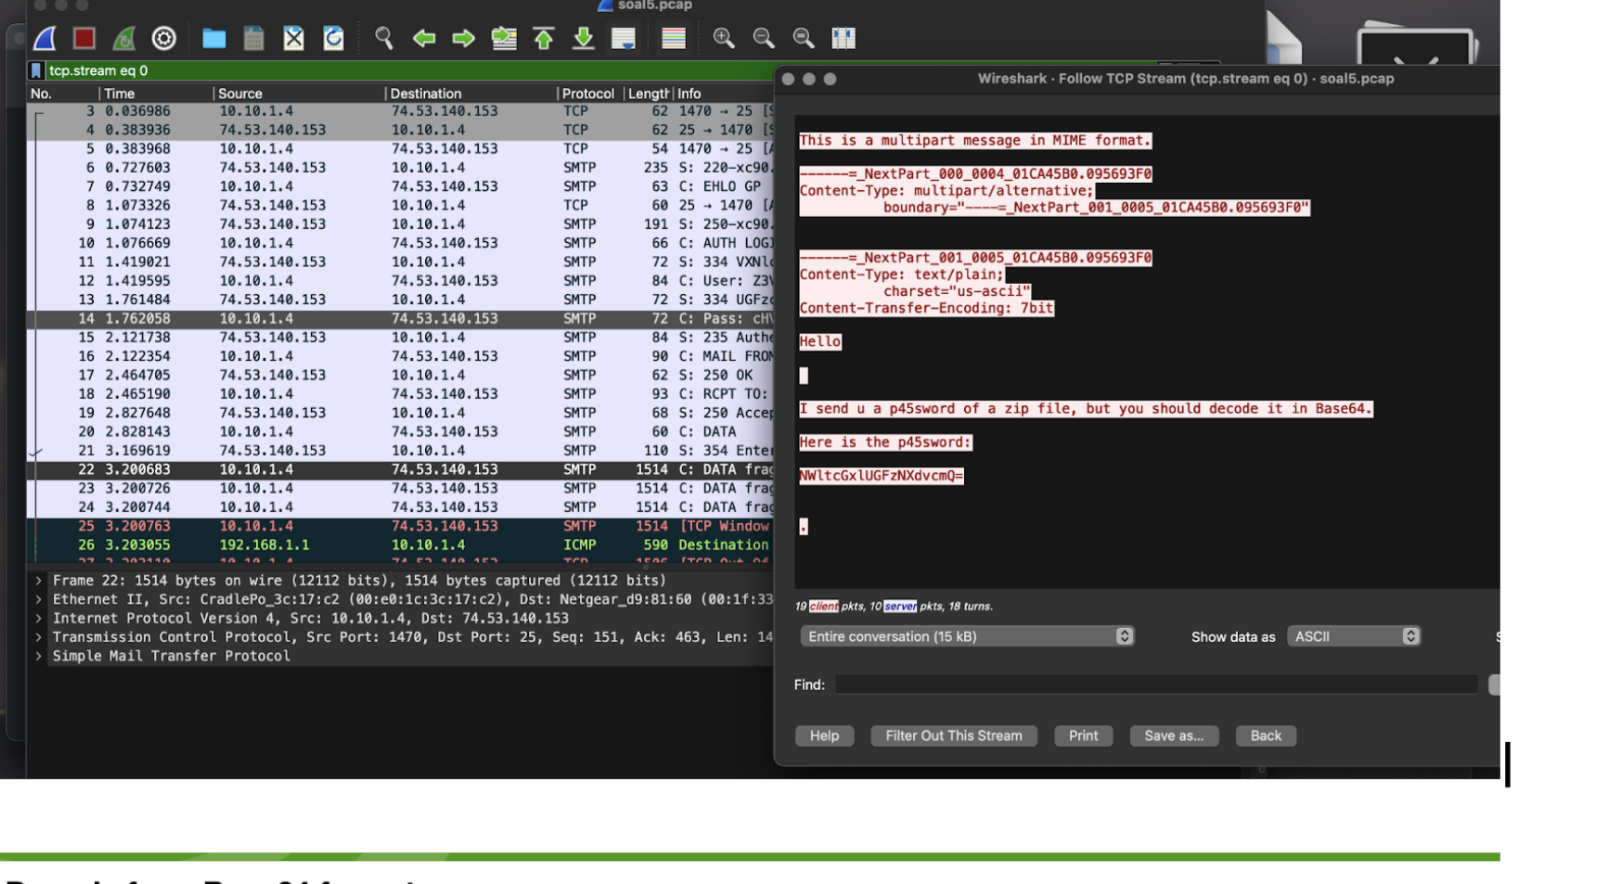 soal5.pcap
tcp.stream eq 0
No. Time Source Destination Protocol Length Info
3 0.036986 10.10.1.4 74.53.140.153 TCP 62 1470 → 25 [S
4 0.383936 74.53.140.153 10.10.1.4 TCP 62 25 → 1470 [S
5 0.383968 10.10.1.4 74.53.140.153 TCP 54 1470 → 25 [A
6 0.727603 74.53.140.153 10.10.1.4 SMTP 235 S: 220-xc90.
7 0.732749 10.10.1.4 74.53.140.153 SMTP 63 C: EHLO GP
8 1.073326 74.53.140.153 10.10.1.4 TCP 60 25 → 1470 [A
9 1.074123 74.53.140.153 10.10.1.4 SMTP 191 S: 250-xc90.
10 1.076669 10.10.1.4 74.53.140.153 SMTP 66 C: AUTH LOGI
11 1.419021 74.53.140.153 10.10.1.4 SMTP 72 S: 334 VXNlc
12 1.419595 10.10.1.4 74.53.140.153 SMTP 84 C: User: Z3V
13 1.761484 74.53.140.153 10.10.1.4 SMTP 72 S: 334 UGFzc
14 1.762058 10.10.1.4 74.53.140.153 SMTP 72 C: Pass: cHV
15 2.121738 74.53.140.153 10.10.1.4 SMTP 84 S: 235 Authe
16 2.122354 10.10.1.4 74.53.140.153 SMTP 90 C: MAIL FROM
17 2.464705 74.53.140.153 10.10.1.4 SMTP 62 S: 250 OK
18 2.465190 10.10.1.4 74.53.140.153 SMTP 93 C: RCPT TO:
19 2.827648 74.53.140.153 10.10.1.4 SMTP 68 S: 250 Accep
20 2.828143 10.10.1.4 74.53.140.153 SMTP 60 C: DATA
21 3.169619 74.53.140.153 10.10.1.4 SMTP 110 S: 354 Enter
22 3.200683 10.10.1.4 74.53.140.153 SMTP 1514 C: DATA frag
23 3.200726 10.10.1.4 74.53.140.153 SMTP 1514 C: DATA frag
24 3.200744 10.10.1.4 74.53.140.153 SMTP 1514 C: DATA frag
25 3.200763 10.10.1.4 74.53.140.153 SMTP 1514 [TCP Window
26 3.203055 192.168.1.1 10.10.1.4 ICMP 590 Destination
> Frame 22: 1514 bytes on wire (12112 bits), 1514 bytes captured (12112 bits)
> Ethernet II, Src: CradlePo_3c:17:c2 (00:e0:1c:3c:17:c2), Dst: Netgear_d9:81:60 (00:1f:33
> Internet Protocol Version 4, Src: 10.10.1.4, Dst: 74.53.140.153
> Transmission Control Protocol, Src Port: 1470, Dst Port: 25, Seq: 151, Ack: 463, Len: 14
> Simple Mail Transfer Protocol
Wireshark · Follow TCP Stream (tcp.stream eq 0) · soal5.pcap
This is a multipart message in MIME format.
------=_NextPart_000_0004_01CA45B0.095693F0
Content-Type: multipart/alternative;
boundary="----=_NextPart_001_0005_01CA45B0.095693F0"
------=_NextPart_001_0005_01CA45B0.095693F0
Content-Type: text/plain;
charset="us-ascii"
Content-Transfer-Encoding: 7bit
Hello
I send u a p45sword of a zip file, but you should decode it in Base64.
Here is the p45sword:
NWltcGxlUGFzNXdvcmQ=
.
19 client pkts, 10 server pkts, 18 turns.
Entire conversation (15 kB) Show data as ASCII
Find:
Help Filter Out This Stream Print Save as... Back